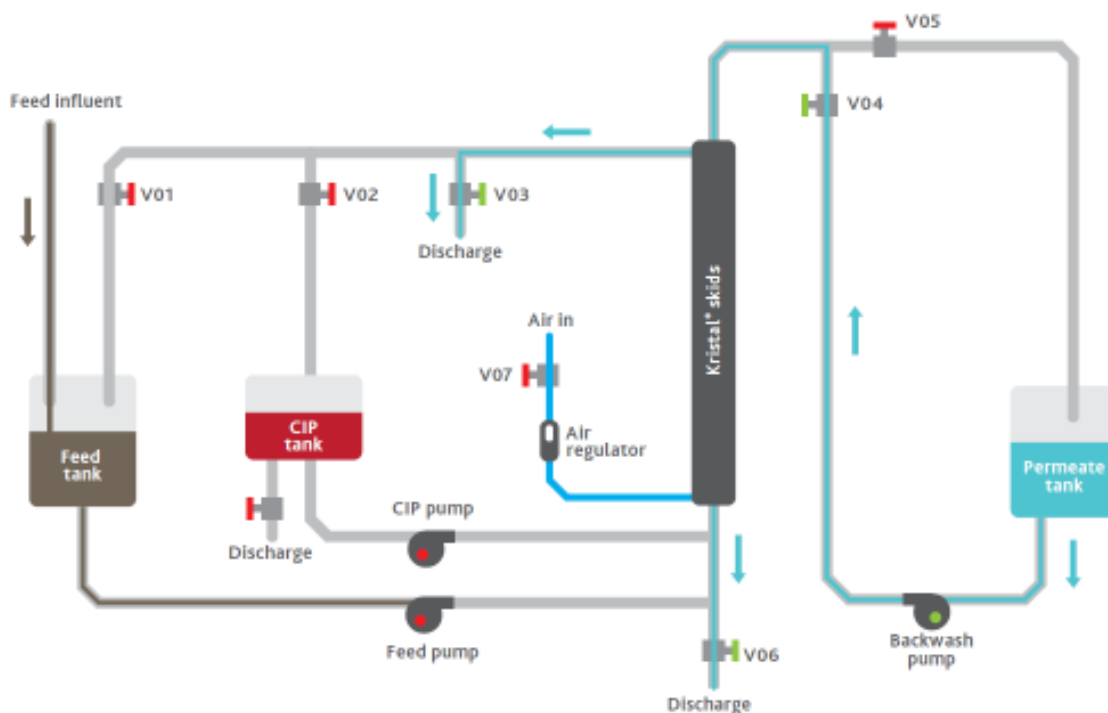 V05
Feed influent
V04
V01
V02
V03
Discharge
Kristal® skids
Air in
V07
Air
regulator
CIP
tank
Feed
tank
Permeate
tank
CIP pump
Discharge
Backwash
pump
Feed pump
V06
Discharge